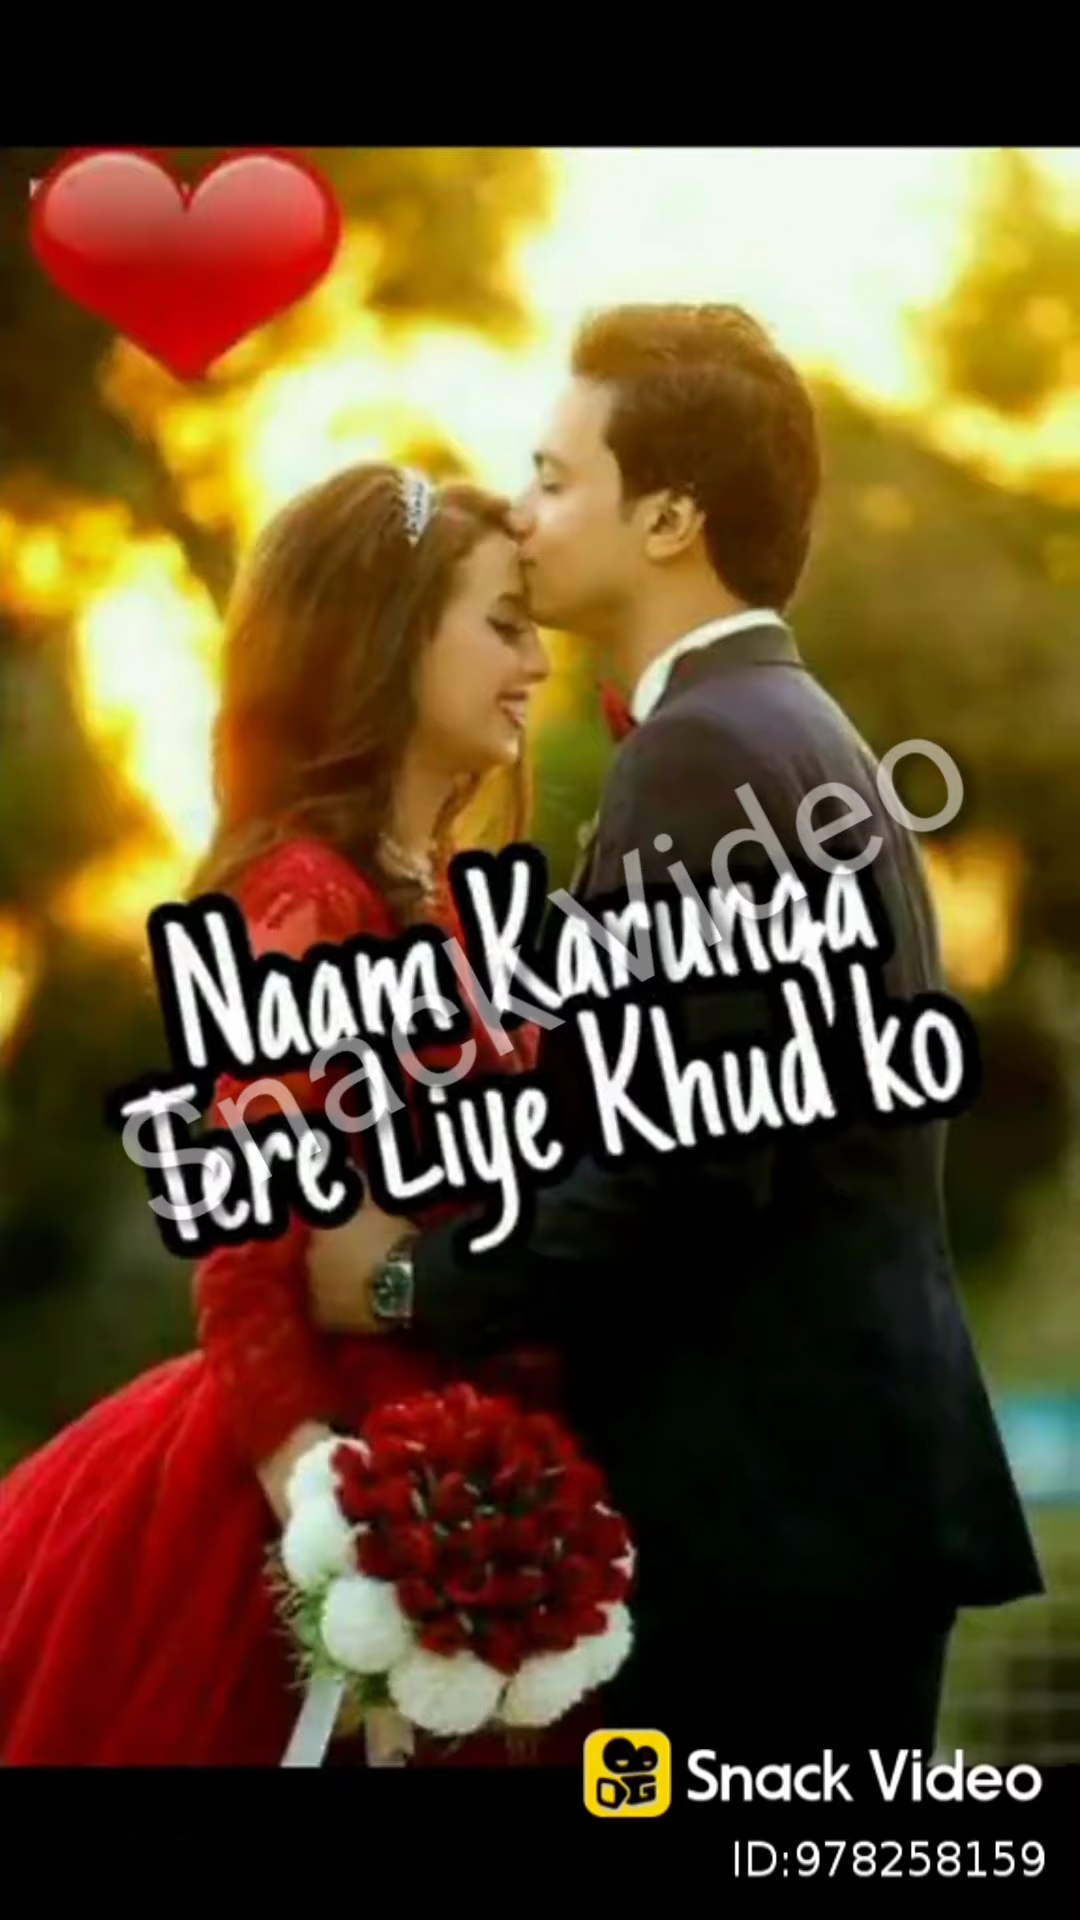 Naam Karunga
Tere Liye Khud ko
SnackVideo
Snack Video
ID:978258159